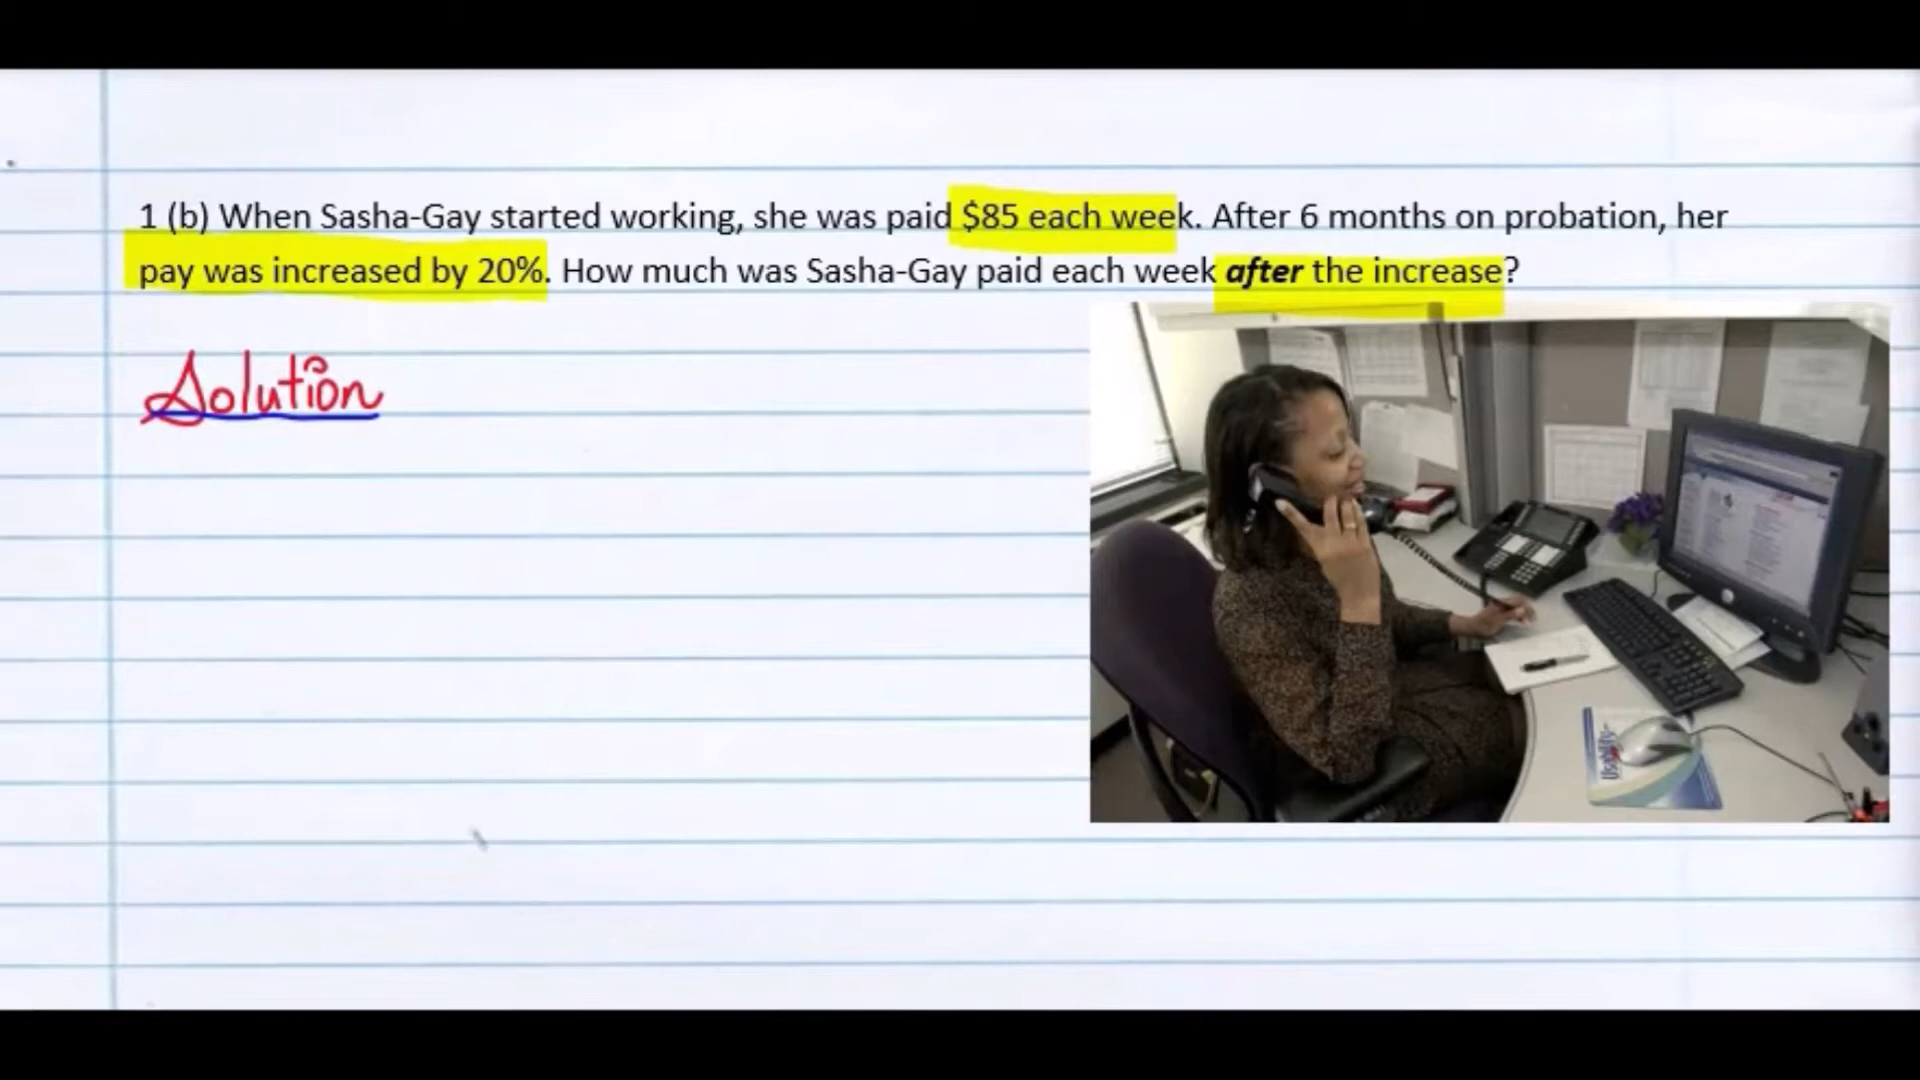 1 (b) When Sasha-Gay started working, she was paid $85 each week. After 6 months on probation, her
pay was increased by 20%. How much was Sasha-Gay paid each week after the increase?
Solution
Usability